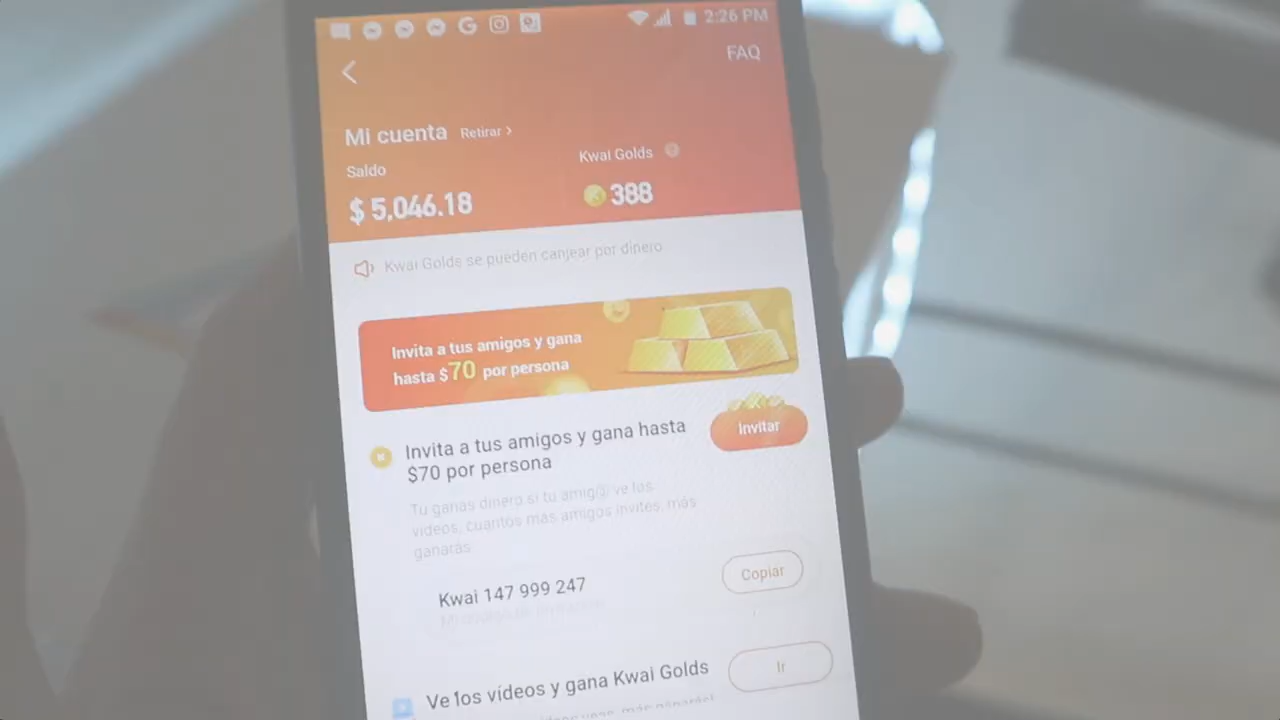 2:26 PM
FAQ
Mi cuenta Retirar >
Saldo
Kwai Golds
$ 5,046.18
388
Kwai Golds se pueden canjear por dinero
Invita a tus amigos y gana
hasta $70 por persona
Invita a tus amigos y gana hasta
$70 por persona
Invitar
Tu ganas dinero si tu amig@ ve los
videos, cuantos más amigos invites, más
ganarás
Kwai 147 999 247
Copiar
Ve los vídeos y gana Kwai Golds
Ir